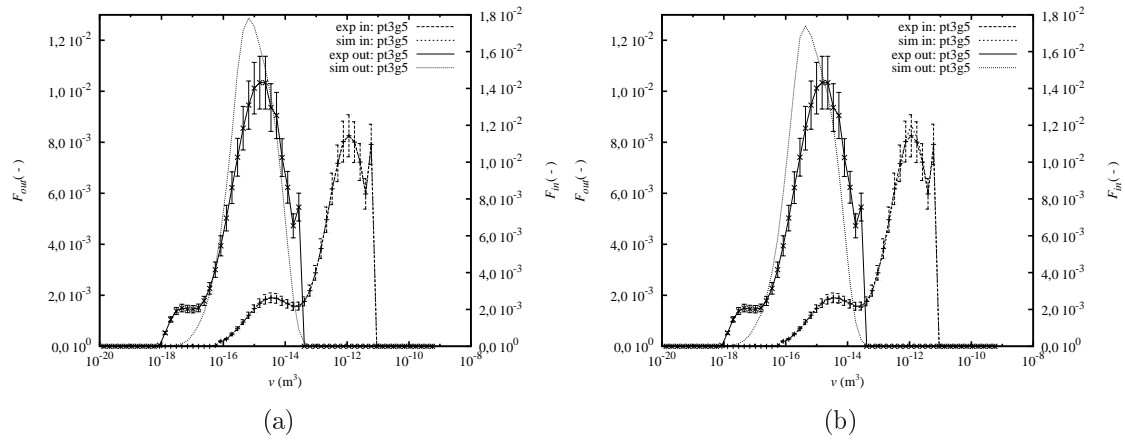 1,2 10⁻²
1,0 10⁻²
8,0 10⁻³
6,0 10⁻³
4,0 10⁻³
2,0 10⁻³
0,0 10⁰
F_out(-)
exp in: pt3g5
sim in: pt3g5
exp out: pt3g5
sim out: pt3g5
1,8 10⁻²
1,6 10⁻²
1,4 10⁻²
1,2 10⁻²
1,0 10⁻²
8,0 10⁻³
6,0 10⁻³
4,0 10⁻³
2,0 10⁻³
0,0 10⁰
F_in(-)
10⁻²⁰ 10⁻¹⁸ 10⁻¹⁶ 10⁻¹⁴ 10⁻¹² 10⁻¹⁰ 10⁻⁸
v (m³)
(a)
1,2 10⁻²
1,0 10⁻²
8,0 10⁻³
6,0 10⁻³
4,0 10⁻³
2,0 10⁻³
0,0 10⁰
F_out(-)
exp in: pt3g5
sim in: pt3g5
exp out: pt3g5
sim out: pt3g5
1,8 10⁻²
1,6 10⁻²
1,4 10⁻²
1,2 10⁻²
1,0 10⁻²
8,0 10⁻³
6,0 10⁻³
4,0 10⁻³
2,0 10⁻³
0,0 10⁰
F_in(-)
10⁻²⁰ 10⁻¹⁸ 10⁻¹⁶ 10⁻¹⁴ 10⁻¹² 10⁻¹⁰ 10⁻⁸
v (m³)
(b)